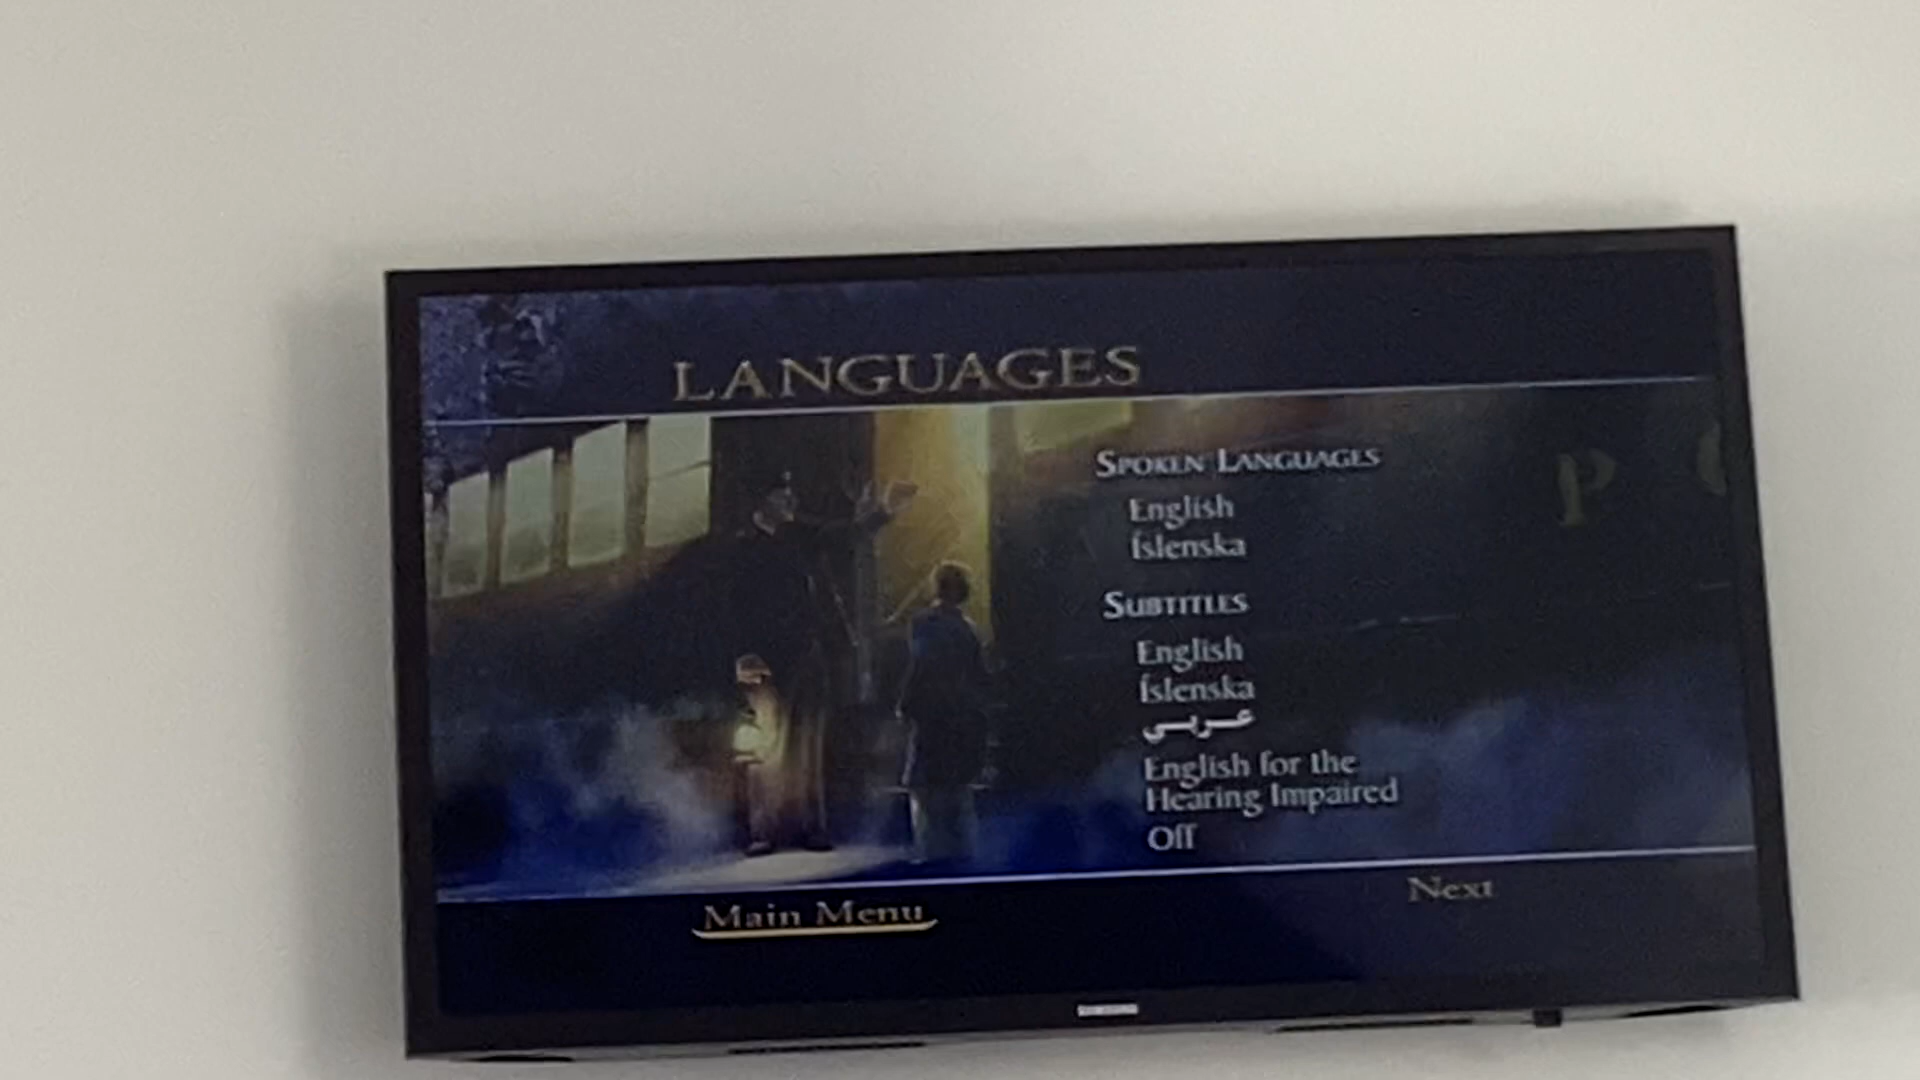 LANGUAGES
SPOKEN LANGUAGES
English
Íslenska
SUBTITLES
English
Íslenska
عربي
English for the
Hearing Impaired
Off
Main Menu
Next